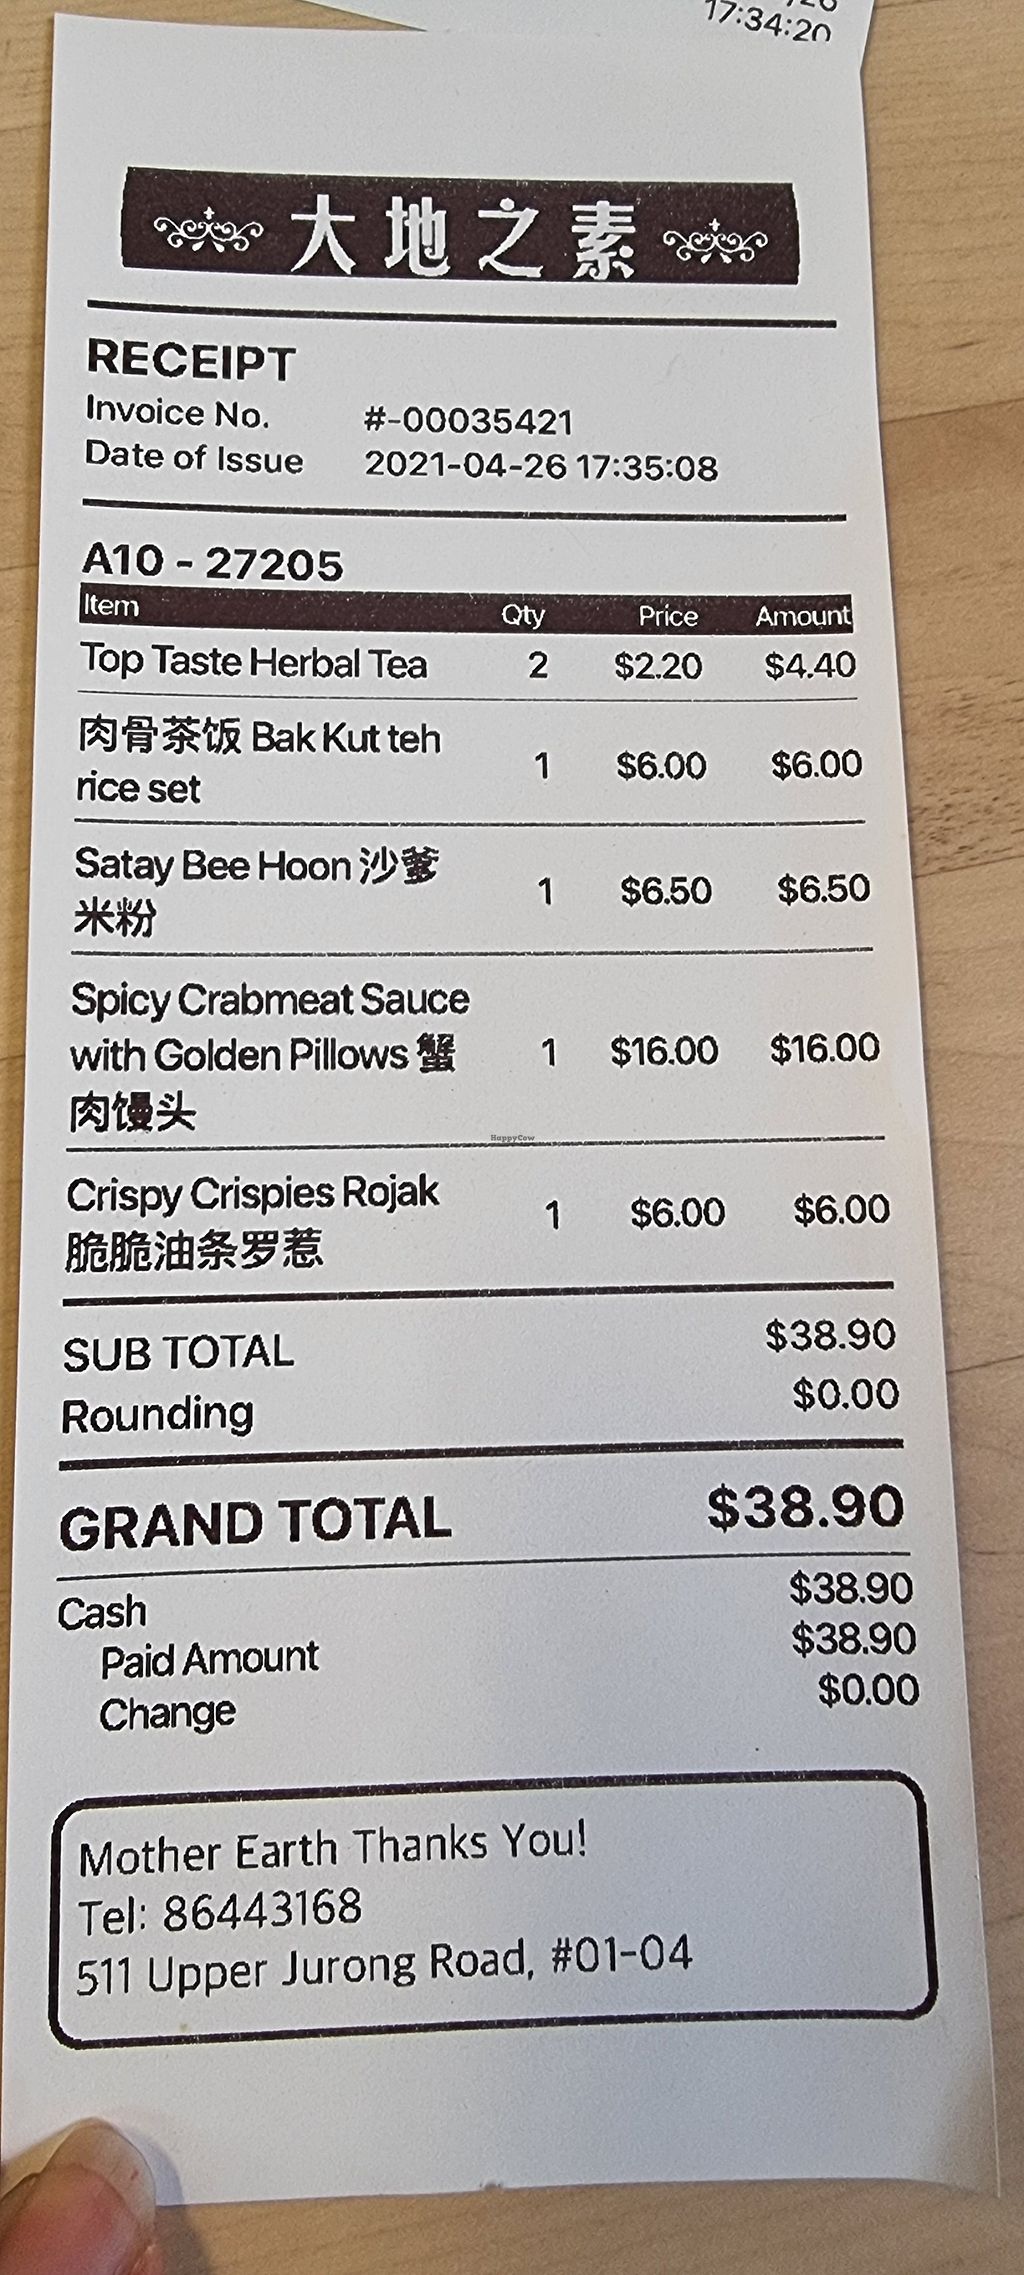 17:34:20
大地之素
RECEIPT
Invoice No. #-00035421
Date of Issue 2021-04-26 17:35:08
A10 - 27205
Item Qty Price Amount
Top Taste Herbal Tea 2 $2.20 $4.40
肉骨茶饭 Bak Kut teh
rice set 1 $6.00 $6.00
Satay Bee Hoon 沙爹
米粉 1 $6.50 $6.50
Spicy Crabmeat Sauce
with Golden Pillows 蟹 1 $16.00 $16.00
肉馒头
HappyCow
Crispy Crispies Rojak 1 $6.00 $6.00
脆脆油条罗惹
SUB TOTAL $38.90
Rounding $0.00
GRAND TOTAL $38.90
Cash $38.90
Paid Amount $38.90
Change $0.00
Mother Earth Thanks You!
Tel: 86443168
511 Upper Jurong Road, #01-04